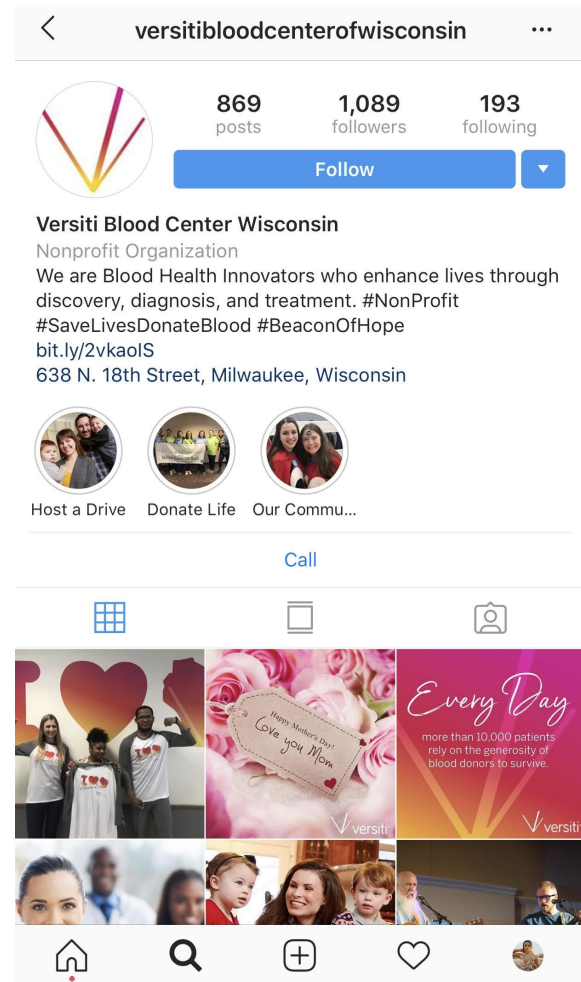 versitibloodcenterofwisconsin
869
1,089
193
posts
followers
following
Follow
Versiti Blood Center Wisconsin
Nonprofit Organization
We are Blood Health Innovators who enhance lives through
discovery, diagnosis, and treatment. #NonProfit
#SaveLivesDonateBlood #BeaconOfHope
bit.ly/2vkaolS
638 N. 18th Street, Milwaukee, Wisconsin
Host a Drive
Donate Life
Our Commu...
Call
I
Happy Mother's Day!
Love you Mom
versiti
Every Day
more than 10,000 patients
rely on the generosity of
blood donors to survive.
versiti